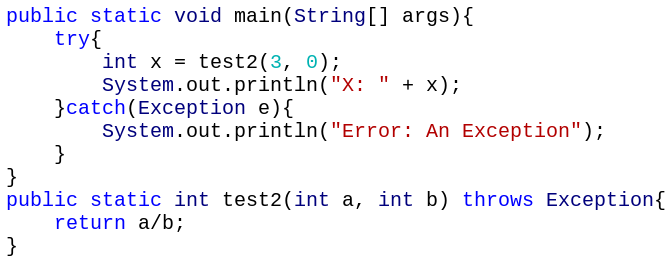 public static void main(String[] args){
    try{
        int x = test2(3, 0);
        System.out.println("X: " + x);
    }catch(Exception e){
        System.out.println("Error: An Exception");
    }
}
public static int test2(int a, int b) throws Exception{
    return a/b;
}